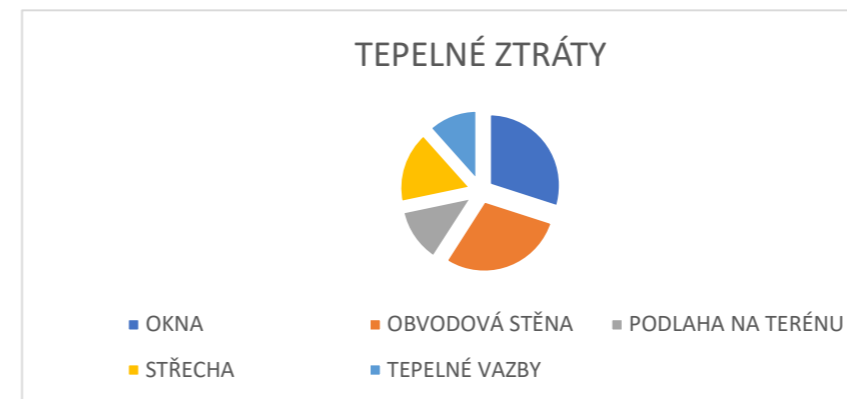 TEPELNÉ ZTRÁTY
OKNA OBVODOVÁ STĚNA PODLAHA NA TERÉNU
STŘECHA TEPELNÉ VAZBY